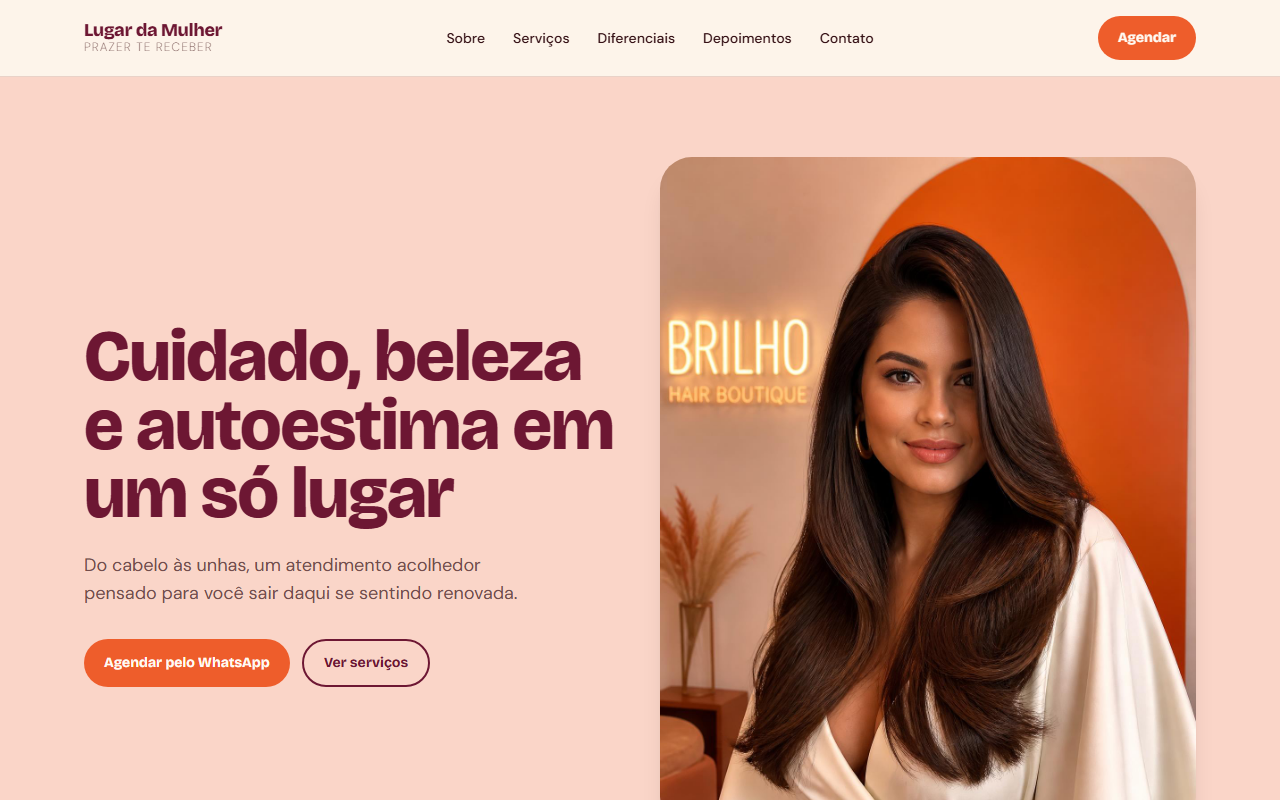 Lugar da Mulher
PRAZER TE RECEBER
Sobre
Serviços
Diferenciais
Depoimentos
Contato
Agendar
Cuidado, beleza
e autoestima em
um só lugar
Do cabelo às unhas, um atendimento acolhedor
pensado para você sair daqui se sentindo renovada.
Agendar pelo WhatsApp
Ver serviços
BRILHO
HAIR BOUTIQUE